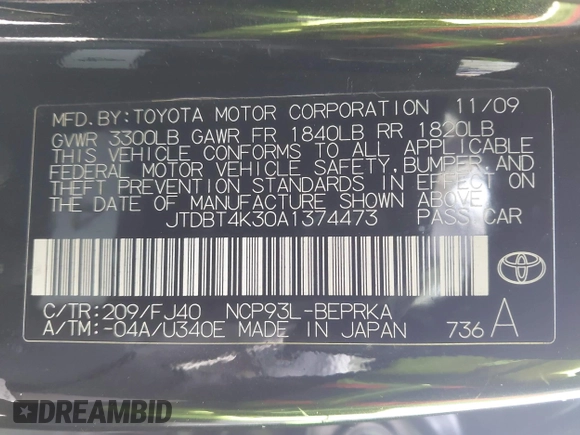 MFD.BY:TOYOTA MOTOR CORPORATION 11/09
GVWR 3300LB GAWR FR 1840LB RR 1820LB
THIS VEHICLE CONFORMS TO ALL APPLICABLE
FEDERAL MOTOR VEHICLE SAFETY,BUMPER,AND
THEFT PREVENTION STANDARDS IN EFFECT ON
THE DATE OF MANUFACTURE SHOWN ABOVE.
JTDBT4K30A1374473 PASS CAR
C/TR:209/FJ40 NCP93L-BEPRKA
A/TM:-04A/U340E MADE IN JAPAN 736 A
DREAMBID